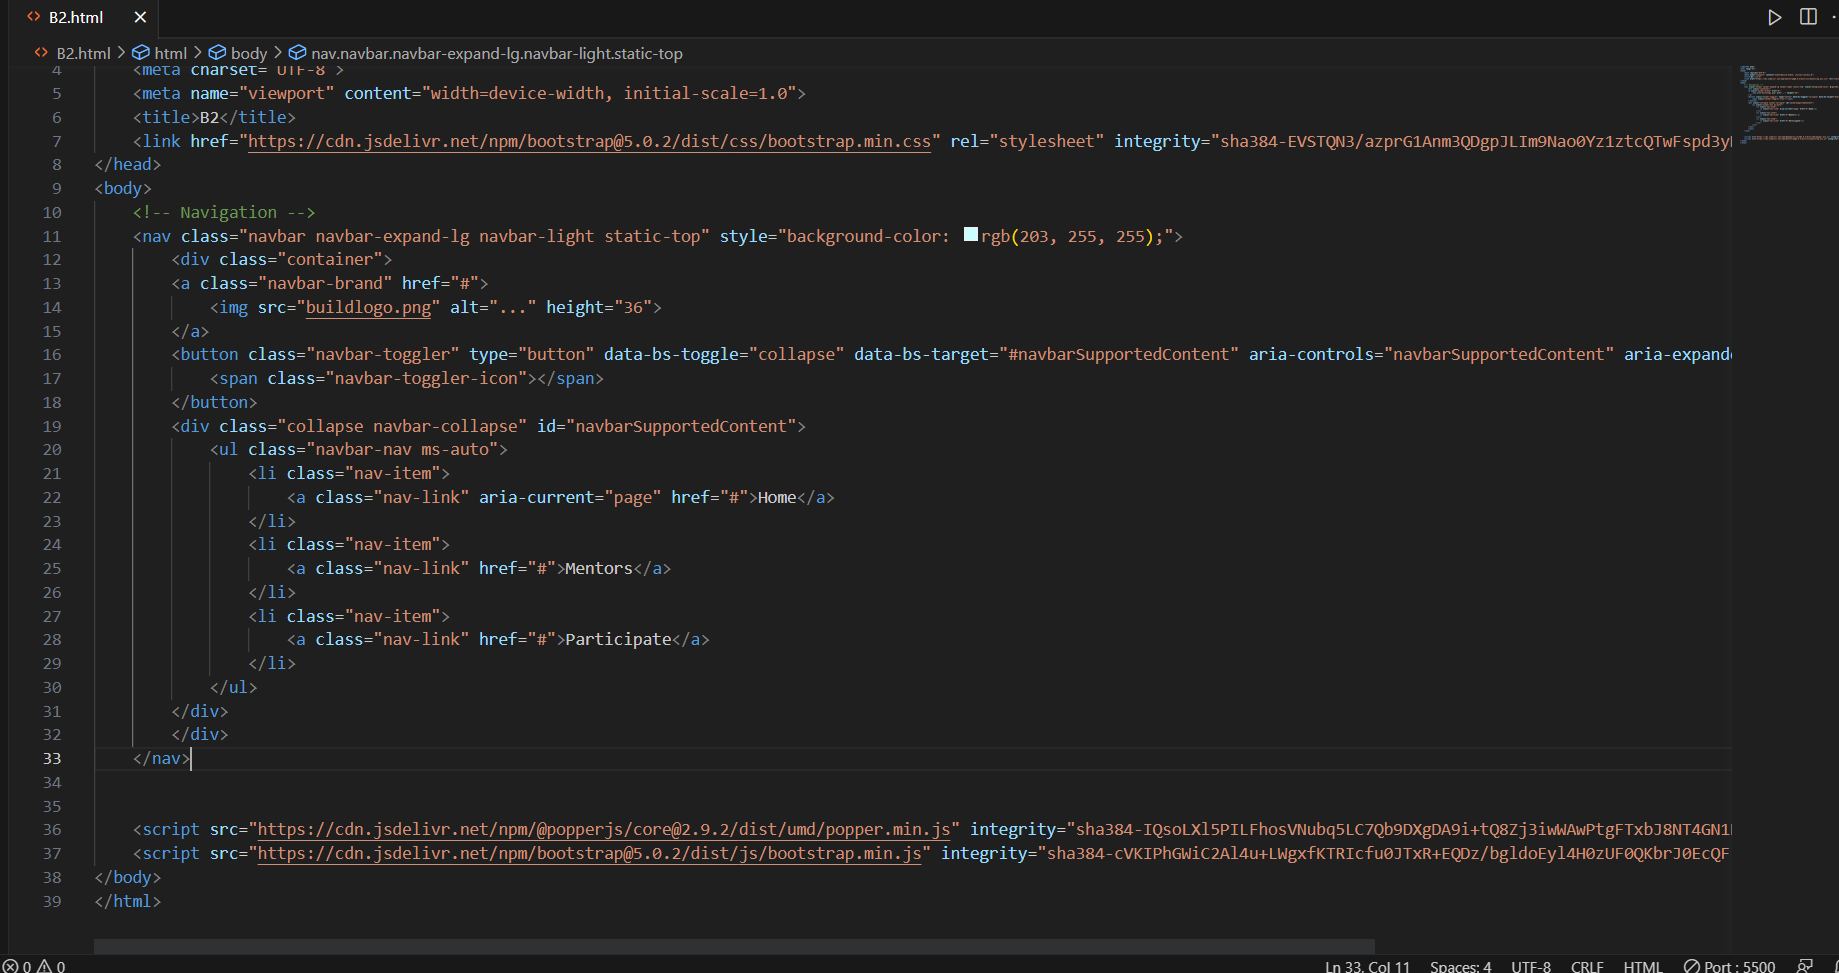 B2.html
B2.html > html > body > nav.navbar.navbar-expand-lg.navbar-light.static-top
4 <meta charset="UTF-8">
5 <meta name="viewport" content="width=device-width, initial-scale=1.0">
6 <title>B2</title>
7 <link href="https://cdn.jsdelivr.net/npm/bootstrap@5.0.2/dist/css/bootstrap.min.css" rel="stylesheet" integrity="sha384-EVSTQN3/azprG1Anm3QDgpJLIm9Nao0Yz1ztcQTwFspd3y
8 </head>
9 <body>
10 <!-- Navigation -->
11 <nav class="navbar navbar-expand-lg navbar-light static-top" style="background-color: rgb(203, 255, 255);">
12 <div class="container">
13 <a class="navbar-brand" href="#">
14 <img src="buildlogo.png" alt="..." height="36">
15 </a>
16 <button class="navbar-toggler" type="button" data-bs-toggle="collapse" data-bs-target="#navbarSupportedContent" aria-controls="navbarSupportedContent" aria-expand
17 <span class="navbar-toggler-icon"></span>
18 </button>
19 <div class="collapse navbar-collapse" id="navbarSupportedContent">
20 <ul class="navbar-nav ms-auto">
21 <li class="nav-item">
22 <a class="nav-link" aria-current="page" href="#">Home</a>
23 </li>
24 <li class="nav-item">
25 <a class="nav-link" href="#">Mentors</a>
26 </li>
27 <li class="nav-item">
28 <a class="nav-link" href="#">Participate</a>
29 </li>
30 </ul>
31 </div>
32 </div>
33 </nav>
34
35
36 <script src="https://cdn.jsdelivr.net/npm/@popperjs/core@2.9.2/dist/umd/popper.min.js" integrity="sha384-IQsoLXl5PILFhosVNubq5LC7Qb9DXgDA9i+tQ8Zj3iwWAwPtgFTxbJ8NT4GN1
37 <script src="https://cdn.jsdelivr.net/npm/bootstrap@5.0.2/dist/js/bootstrap.min.js" integrity="sha384-cVKIPhGWiC2Al4u+LWgxfKTRIcfu0JTxR+EQDz/bgldoEyl4H0zUF0QKbrJ0EcQF
38 </body>
39 </html>
0 0 Ln 33, Col 11 Spaces: 4 UTF-8 CRLF HTML Port : 5500